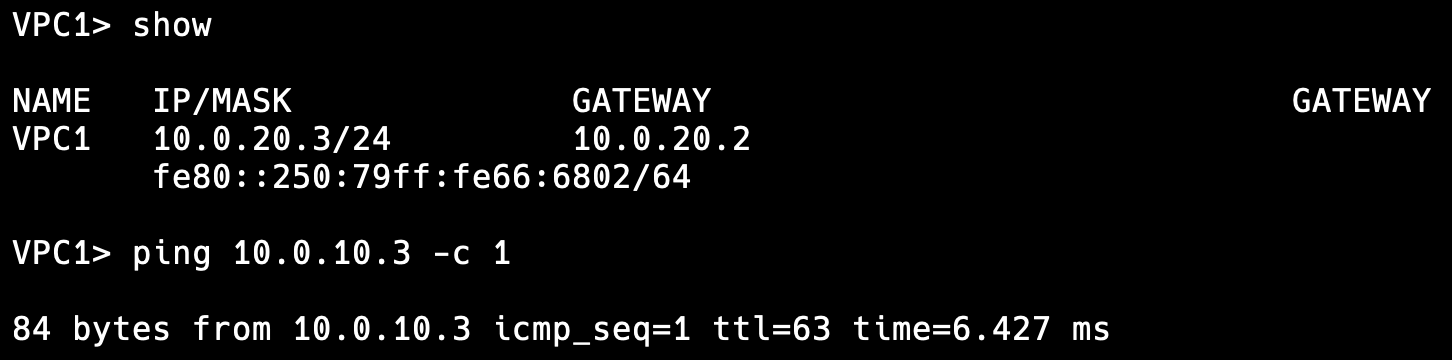 VPC1> show
NAME   IP/MASK              GATEWAY                             GATEWAY
VPC1   10.0.20.3/24         10.0.20.2
       fe80::250:79ff:fe66:6802/64
VPC1> ping 10.0.10.3 -c 1
84 bytes from 10.0.10.3 icmp_seq=1 ttl=63 time=6.427 ms